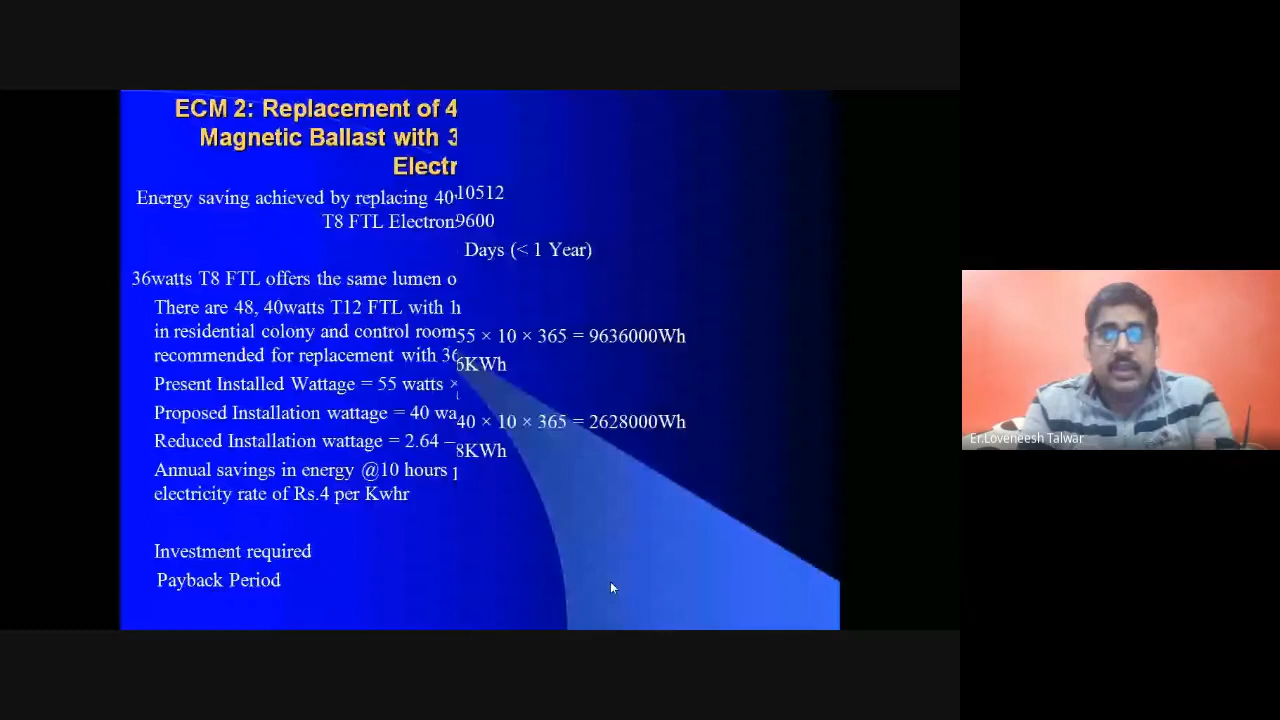 ECM 2: Replacement of 4
Magnetic Ballast with 3
Electr
Energy saving achieved by replacing 40
T8 FTL Electron
36watts T8 FTL offers the same lumen o
There are 48, 40watts T12 FTL with h
in residential colony and control room
recommended for replacement with 36
Present Installed Wattage = 55 watts ×
Proposed Installation wattage = 40 wa
Reduced Installation wattage = 2.64 –
Annual savings in energy @10 hours
electricity rate of Rs.4 per Kwhr
Investment required
Payback Period
10512
9600
Days (< 1 Year)
55 × 10 × 365 = 9636000Wh
6KWh
40 × 10 × 365 = 2628000Wh
8KWh
Er.Loveneesh Talwar